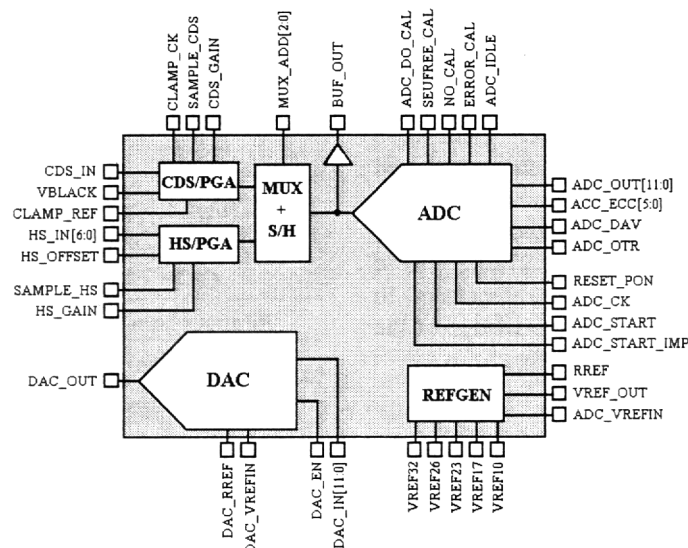 CLAMP_CK
SAMPLE_CDS
CDS_GAIN
MUX_ADD[2:0]
BUF_OUT
ADC_DO_CAL
SEUFREE_CAL
NO_CAL
ERROR_CAL
ADC_IDLE
CDS_IN
VBLACK
CLAMP_REF
HS_IN[6:0]
HS_OFFSET
SAMPLE_HS
HS_GAIN
DAC_OUT
CDS/PGA
HS/PGA
MUX
+
S/H
ADC
DAC
REFGEN
ADC_OUT[11:0]
ACC_ECC[5:0]
ADC_DAV
ADC_OTR
RESET_PON
ADC_CK
ADC_START
ADC_START_IMP
RREF
VREF_OUT
ADC_VREFIN
DAC_RREF
DAC_VREFIN
DAC_EN
DAC_IN[11:0]
VREF32
VREF26
VREF23
VREF17
VREF10